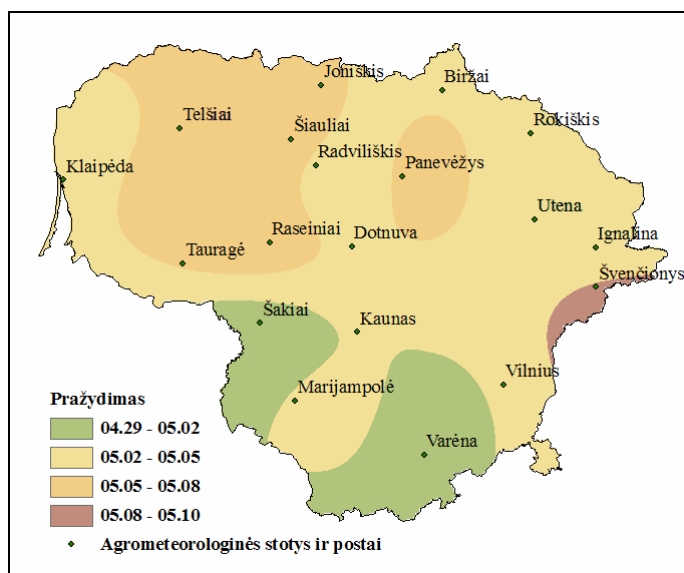 Joniškis
Biržai
Telšiai
Šiauliai
Rokiškis
Radviliškis
Klaipėda
Panevėžys
Utena
Raseiniai
Dotnuva
Ignalina
Tauragė
Švenčionys
Šakiai
Kaunas
Vilnius
Marijampolė
Varėna
Pražydimas
04.29 - 05.02
05.02 - 05.05
05.05 - 05.08
05.08 - 05.10
Agrometeorologinės stotys ir postai